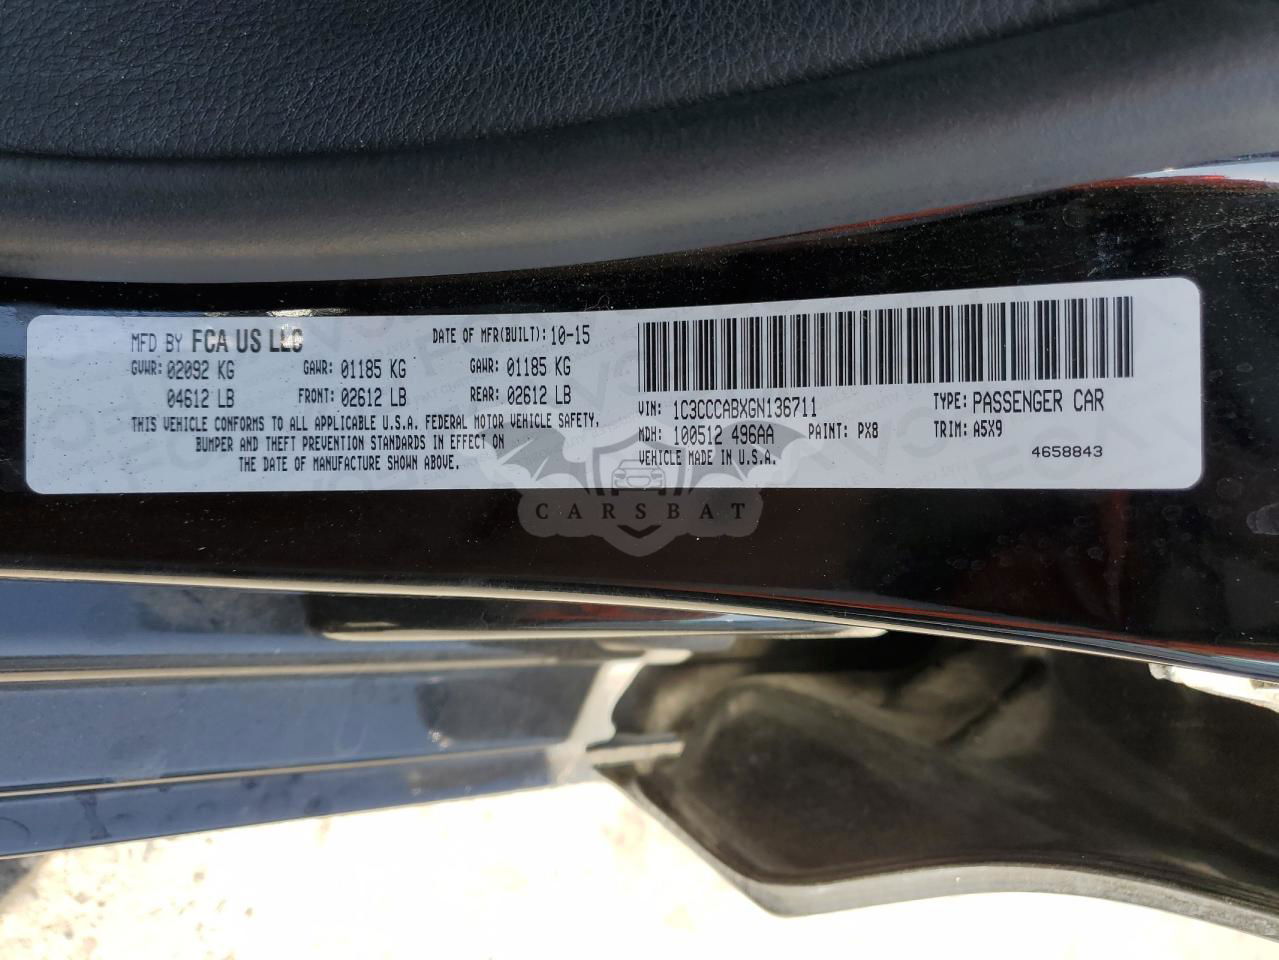 MFD BY FCA US LLC DATE OF MFR(BUILT): 10-15
GVWR: 02092 KG GAWR: 01185 KG GAWR: 01185 KG
04612 LB FRONT: 02612 LB REAR: 02612 LB
THIS VEHICLE CONFORMS TO ALL APPLICABLE U.S.A. FEDERAL MOTOR VEHICLE SAFETY,
BUMPER AND THEFT PREVENTION STANDARDS IN EFFECT ON
THE DATE OF MANUFACTURE SHOWN ABOVE.
VIN: 1C3CCCABXGN136711 TYPE: PASSENGER CAR
MDH: 100512 496AA PAINT: PX8 TRIM: A5X9
VEHICLE MADE IN U.S.A. 4658843
CARSBAT